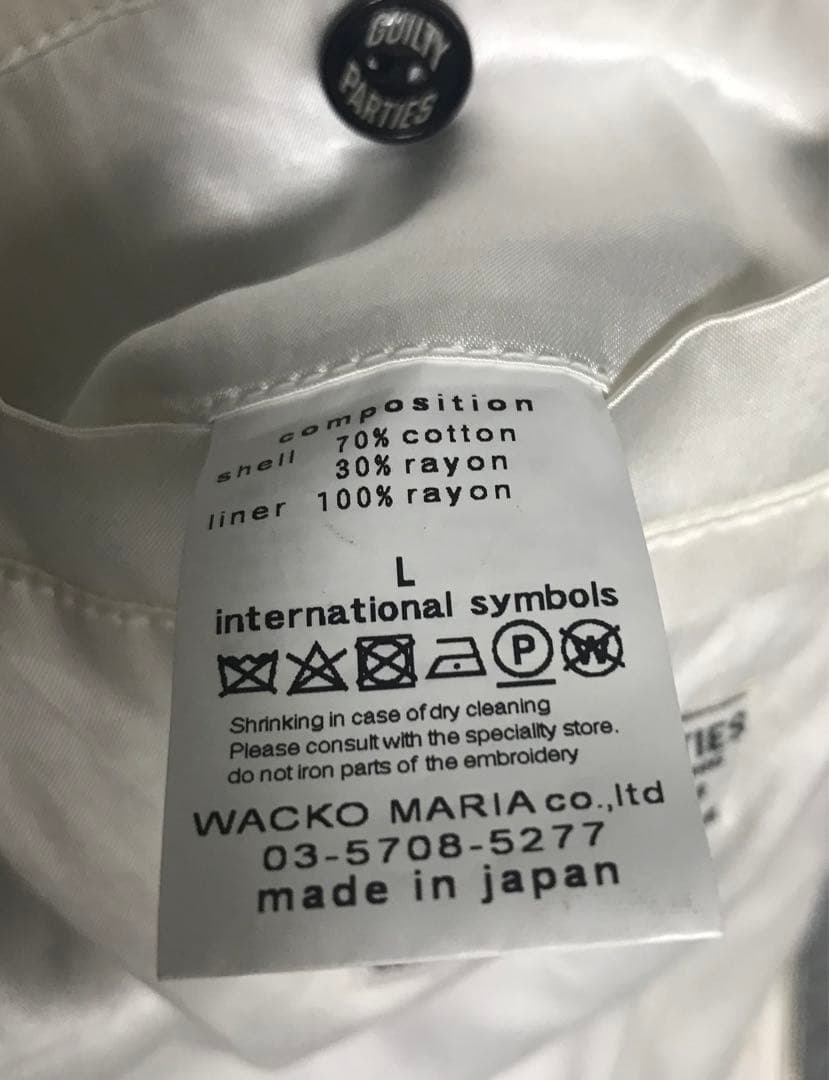 GUILTY
PARTIES
composition
shell 70% cotton
30% rayon
liner 100% rayon
L
international symbols
P W
Shrinking in case of dry cleaning
Please consult with the speciality store.
do not iron parts of the embroidery
WACKO MARIA co.,ltd
03-5708-5277
made in japan